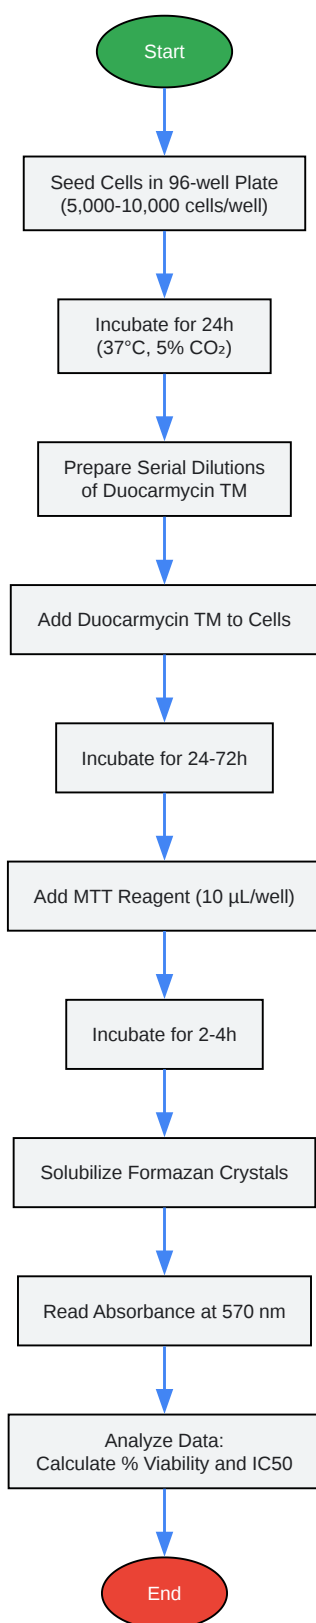 Start
Seed Cells in 96-well Plate
(5,000-10,000 cells/well)
Incubate for 24h
(37°C, 5% CO₂)
Prepare Serial Dilutions
of Duocarmycin TM
Add Duocarmycin TM to Cells
Incubate for 24-72h
Add MTT Reagent (10 µL/well)
Incubate for 2-4h
Solubilize Formazan Crystals
Read Absorbance at 570 nm
Analyze Data:
Calculate % Viability and IC50
End